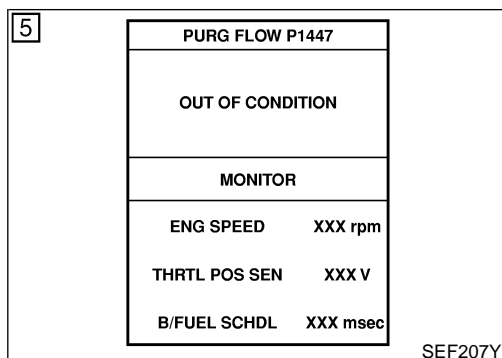 5
PURG FLOW P1447
OUT OF CONDITION
MONITOR
ENG SPEED XXX rpm
THRTL POS SEN XXX V
B/FUEL SCHDL XXX msec
SEF207Y